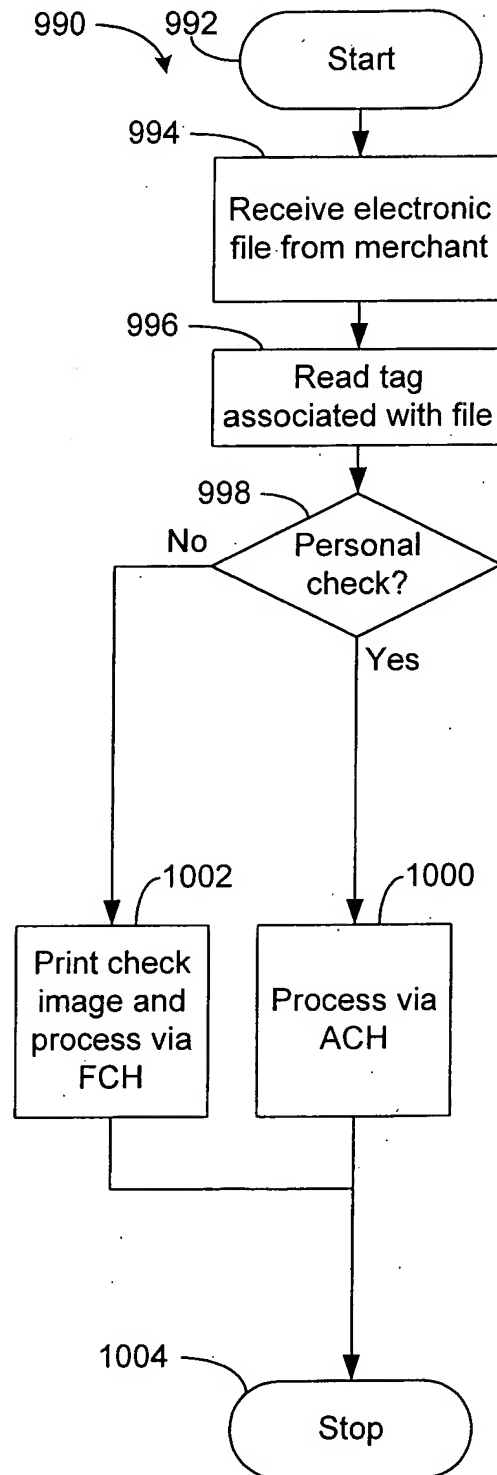 990
992
Start
994
Receive electronic
file from merchant
996
Read tag
associated with file
998
No
Personal
check?
Yes
1002
1000
Print check
image and
process via
FCH
Process via
ACH
1004
Stop